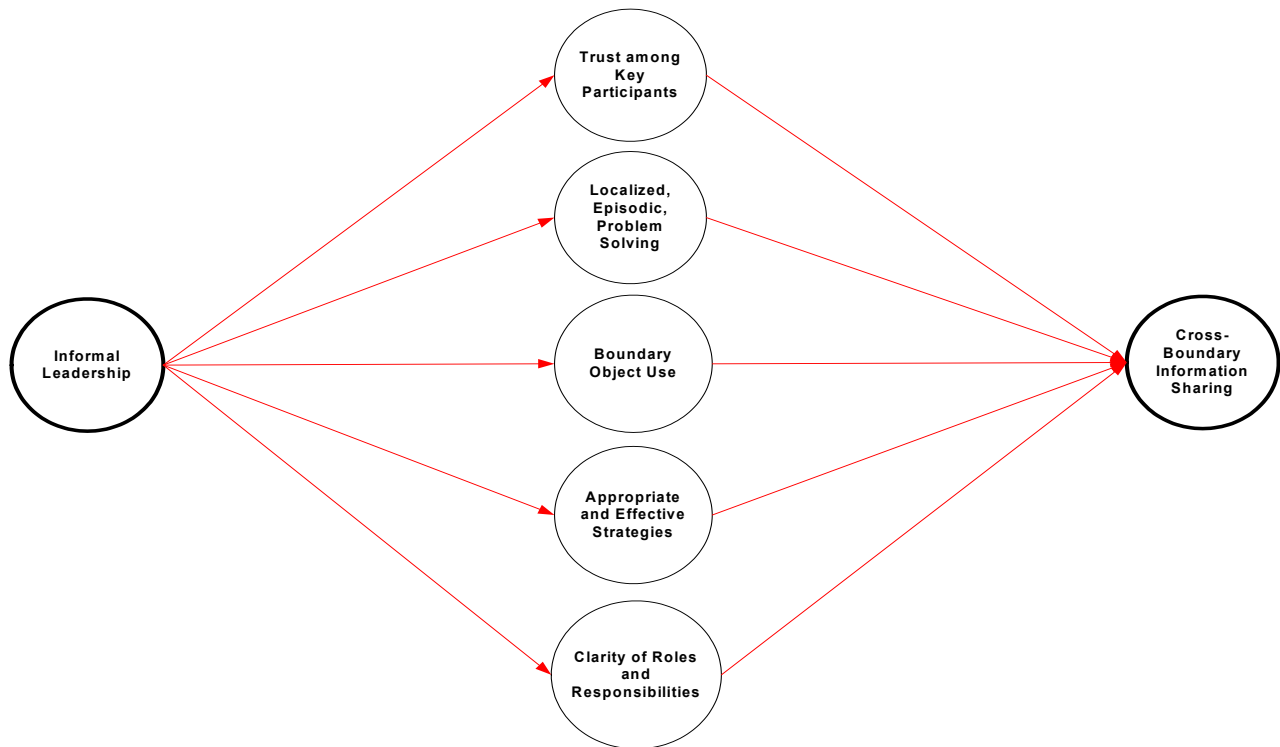 Trust among
Key
Participants
Localized,
Episodic,
Problem
Solving
Informal
Leadership
Boundary
Object Use
Cross-
Boundary
Information
Sharing
Appropriate
and Effective
Strategies
Clarity of Roles
and
Responsibilities